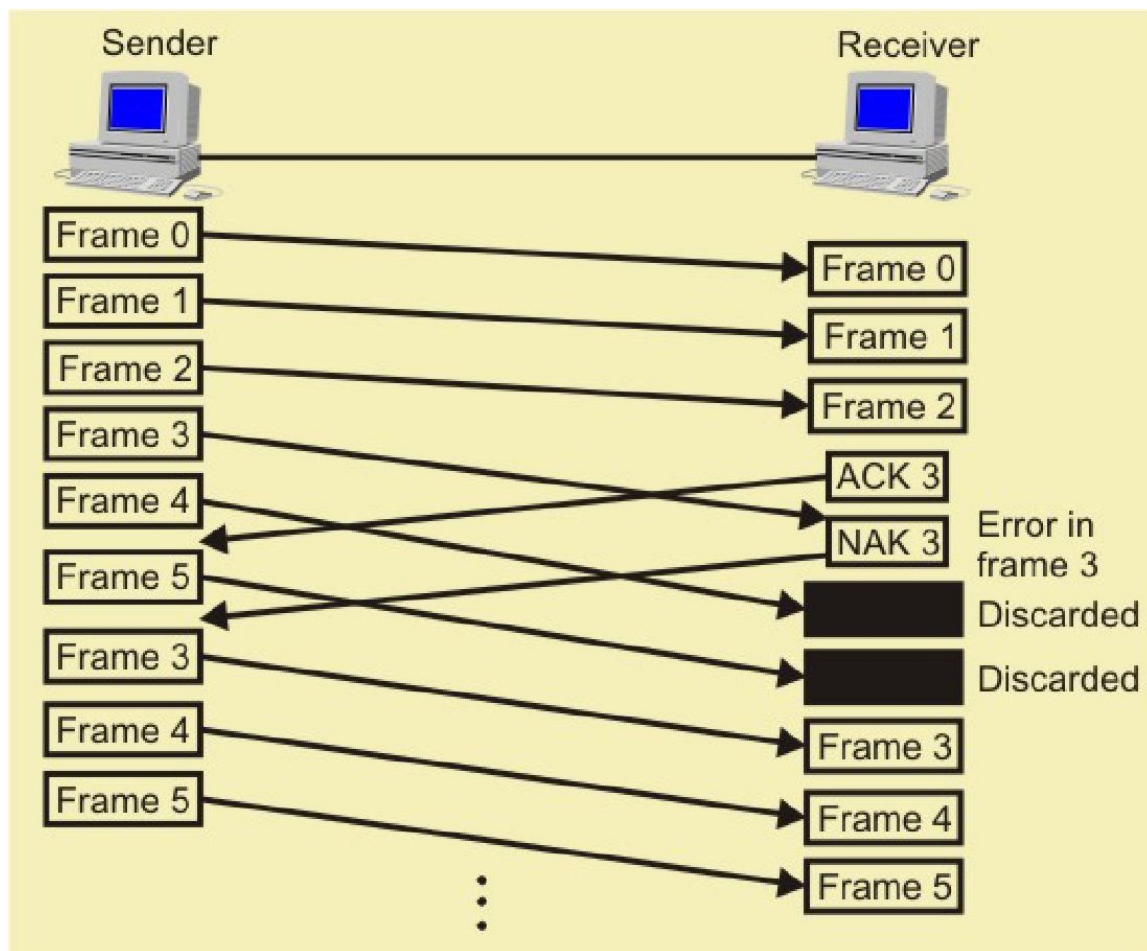 Sender
Receiver
Frame 0
Frame 0
Frame 1
Frame 1
Frame 2
Frame 2
Frame 3
ACK 3
Frame 4
NAK 3
Error in
frame 3
Frame 5
Discarded
Frame 3
Discarded
Frame 4
Frame 3
Frame 5
Frame 4
Frame 5